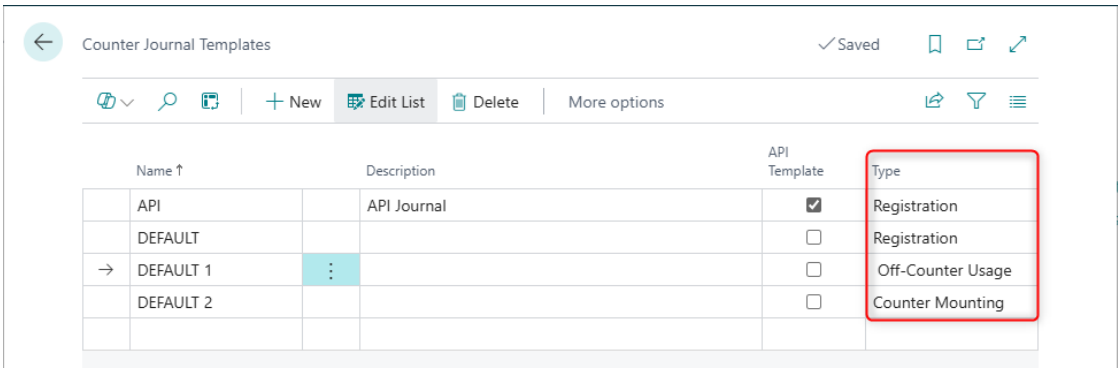 Counter Journal Templates
Saved
New
Edit List
Delete
More options
Name ↑
Description
API
Template
Type
API
API Journal
Registration
DEFAULT
Registration
DEFAULT 1
Off-Counter Usage
DEFAULT 2
Counter Mounting